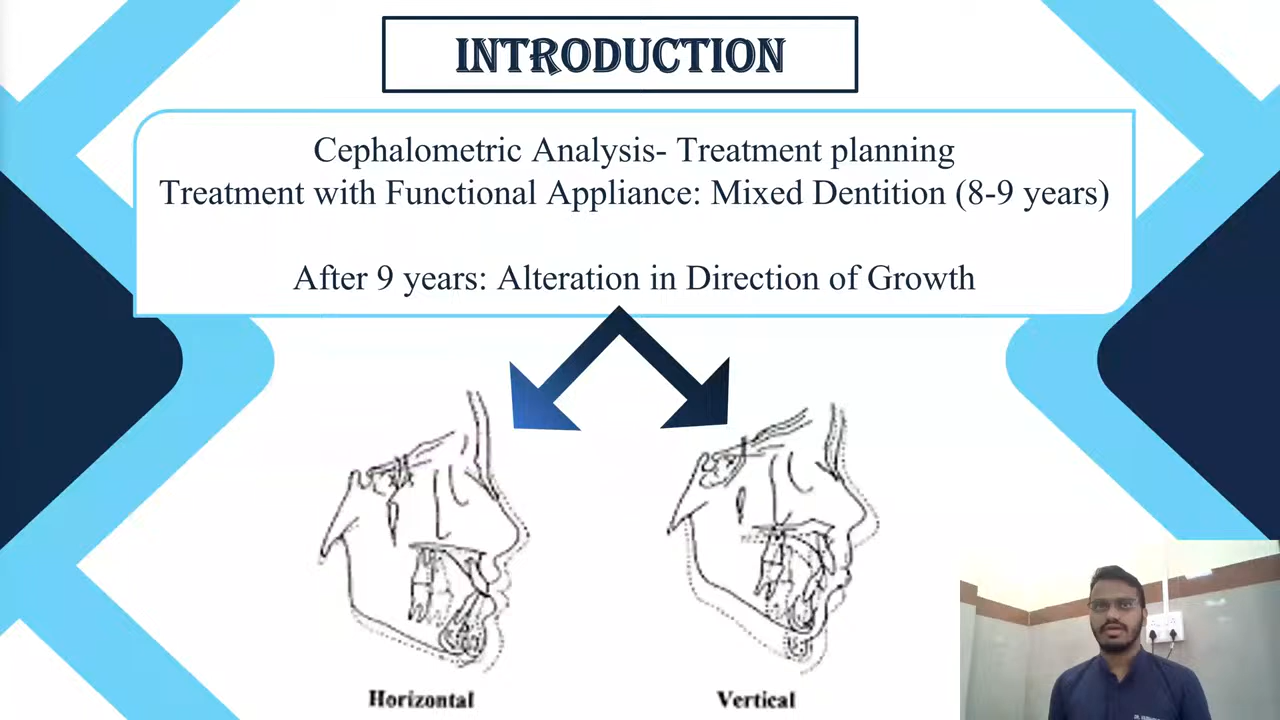 INTRODUCTION
Cephalometric Analysis- Treatment planning
Treatment with Functional Appliance: Mixed Dentition (8-9 years)
After 9 years: Alteration in Direction of Growth
Horizontal
Vertical